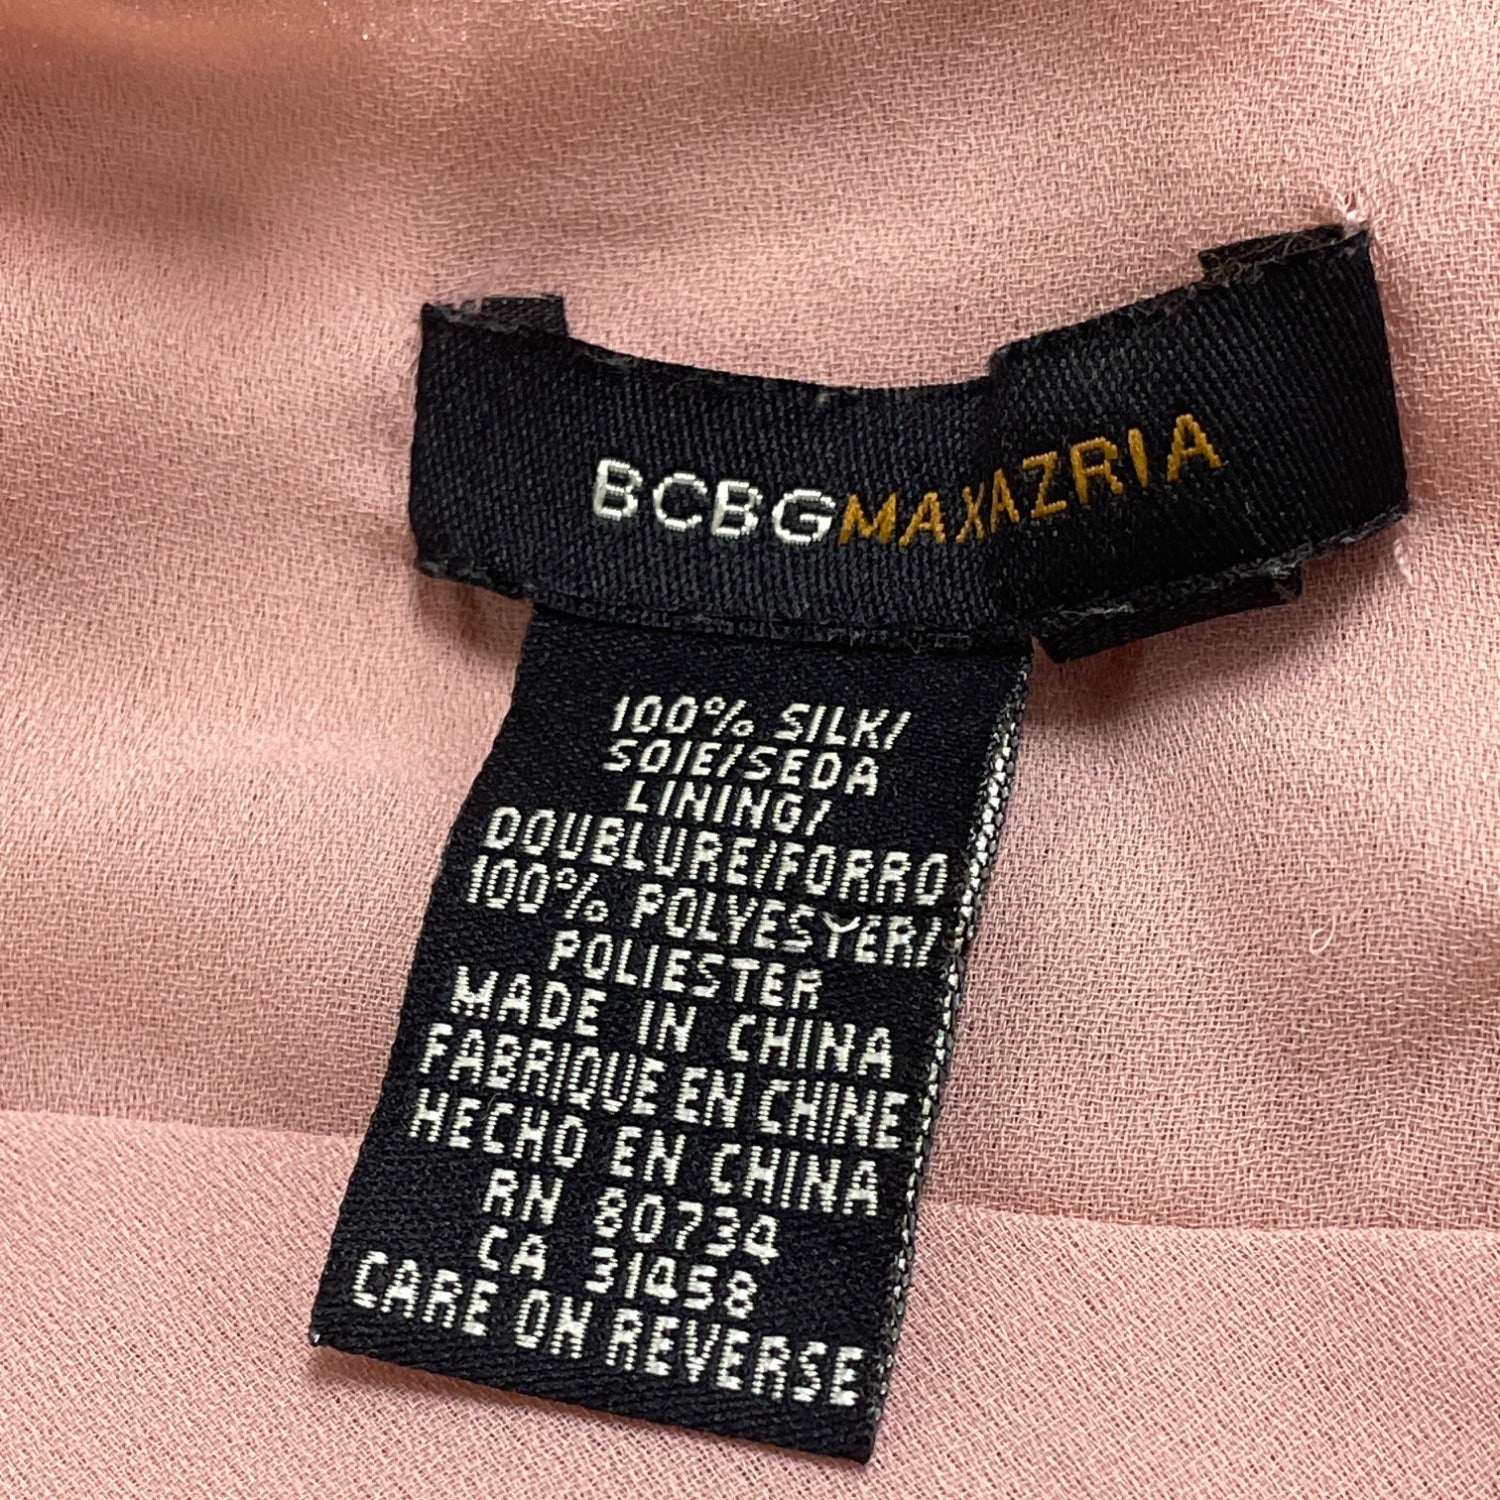 BCBGMAXAZRIA
100% SILK/
SOIE/SEDA
LINING/
DOUBLURE/FORRO
100% POLYESTER/
POLIESTER
MADE IN CHINA
FABRIQUE EN CHINE
HECHO EN CHINA
RN 80734
CA 31458
CARE ON REVERSE